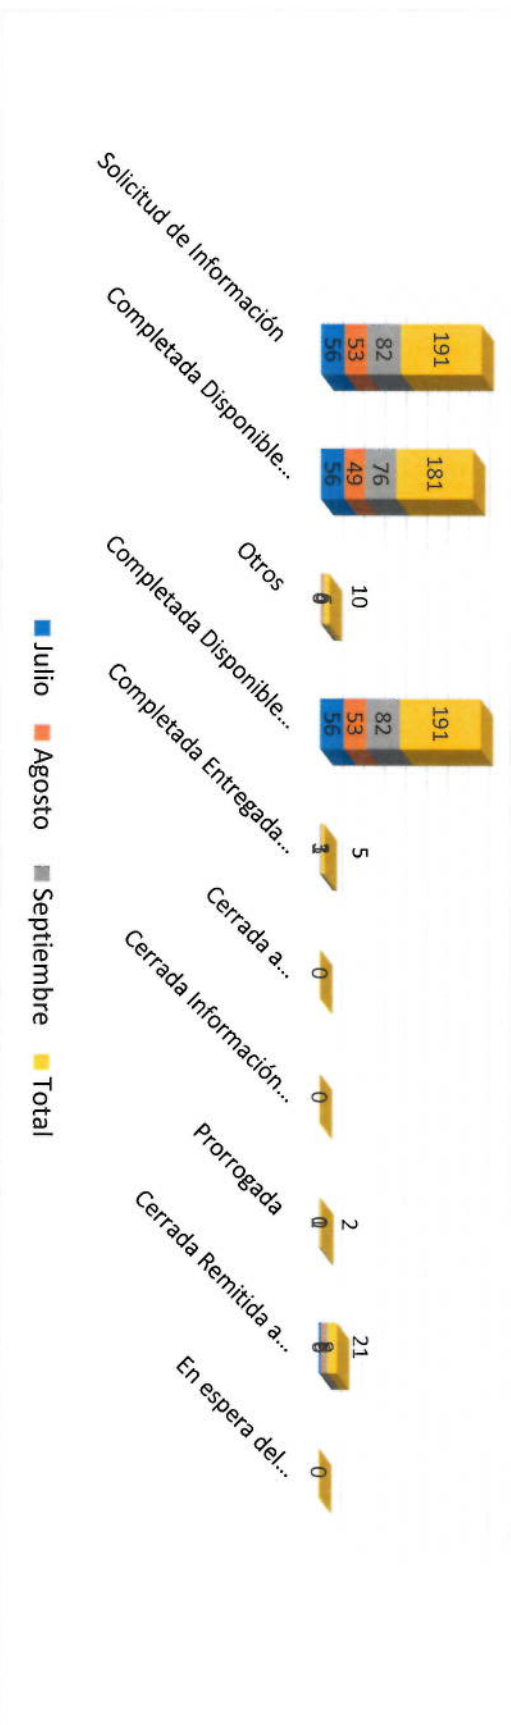 191
82
53
56
181
76
49
56
10
191
82
53
56
5
0
0
2
21
0
Solicitud de Información
Completada Disponible...
Otros
Completada Disponible...
Completada Entregada...
Cerrada a...
Cerrada Información...
Prorrogada
Cerrada Remitida a...
En espera del...
Julio Agosto Septiembre Total